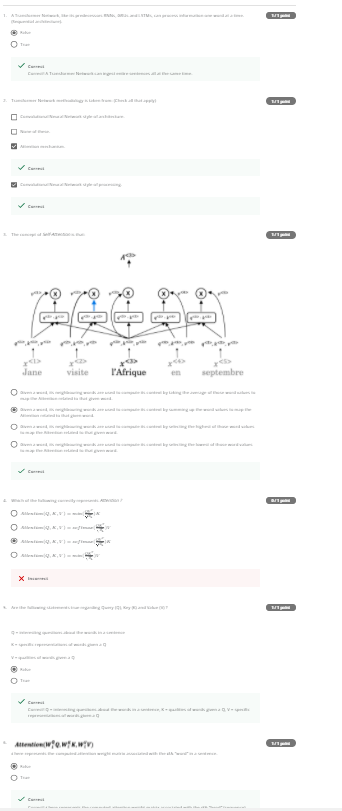 1. A Transformer Network, like its predecessors RNNs, GRUs and LSTMs, can process information one word at a time.
(Sequential architecture).
1/1 point
False
True
Correct
Correct! A Transformer Network can ingest entire sentences all at the same time.
2. Transformer Network methodology is taken from: (Check all that apply)
1/1 point
Convolutional Neural Network style of architecture.
None of these.
Attention mechanism.
Correct
Convolutional Neural Network style of processing.
Correct
3. The concept of Self-Attention is that:
1/1 point
A<3>
x<1> x<2> x<3> x<4> x<5>
Jane visite l'Afrique en septembre
Given a word, its neighbouring words are used to compute its context by taking the average of those word values to
map the Attention related to that given word.
Given a word, its neighbouring words are used to compute its context by summing up the word values to map the
Attention related to that given word.
Given a word, its neighbouring words are used to compute its context by selecting the highest of those word values
to map the Attention related to that given word.
Given a word, its neighbouring words are used to compute its context by selecting the lowest of those word values
to map the Attention related to that given word.
Correct
4. Which of the following correctly represents Attention ?
0/1 point
Attention(Q, K, V) = min(
Attention(Q, K, V) = softmax(
Attention(Q, K, V) = softmax(
Attention(Q, K, V) = min(
Incorrect
Are the following statements true regarding Query (Q), Key (K) and Value (V) ?
1/1 point
Q = interesting questions about the words in a sentence
K = specific representations of words given a Q
V = qualities of words given a Q
False
True
Correct
Correct! Q = interesting questions about the words in a sentence, K = qualities of words given a Q, V = specific
representations of words given a Q
6.
1/1 point
i here represents the computed attention weight matrix associated with the ith "word" in a sentence.
False
True
Correct